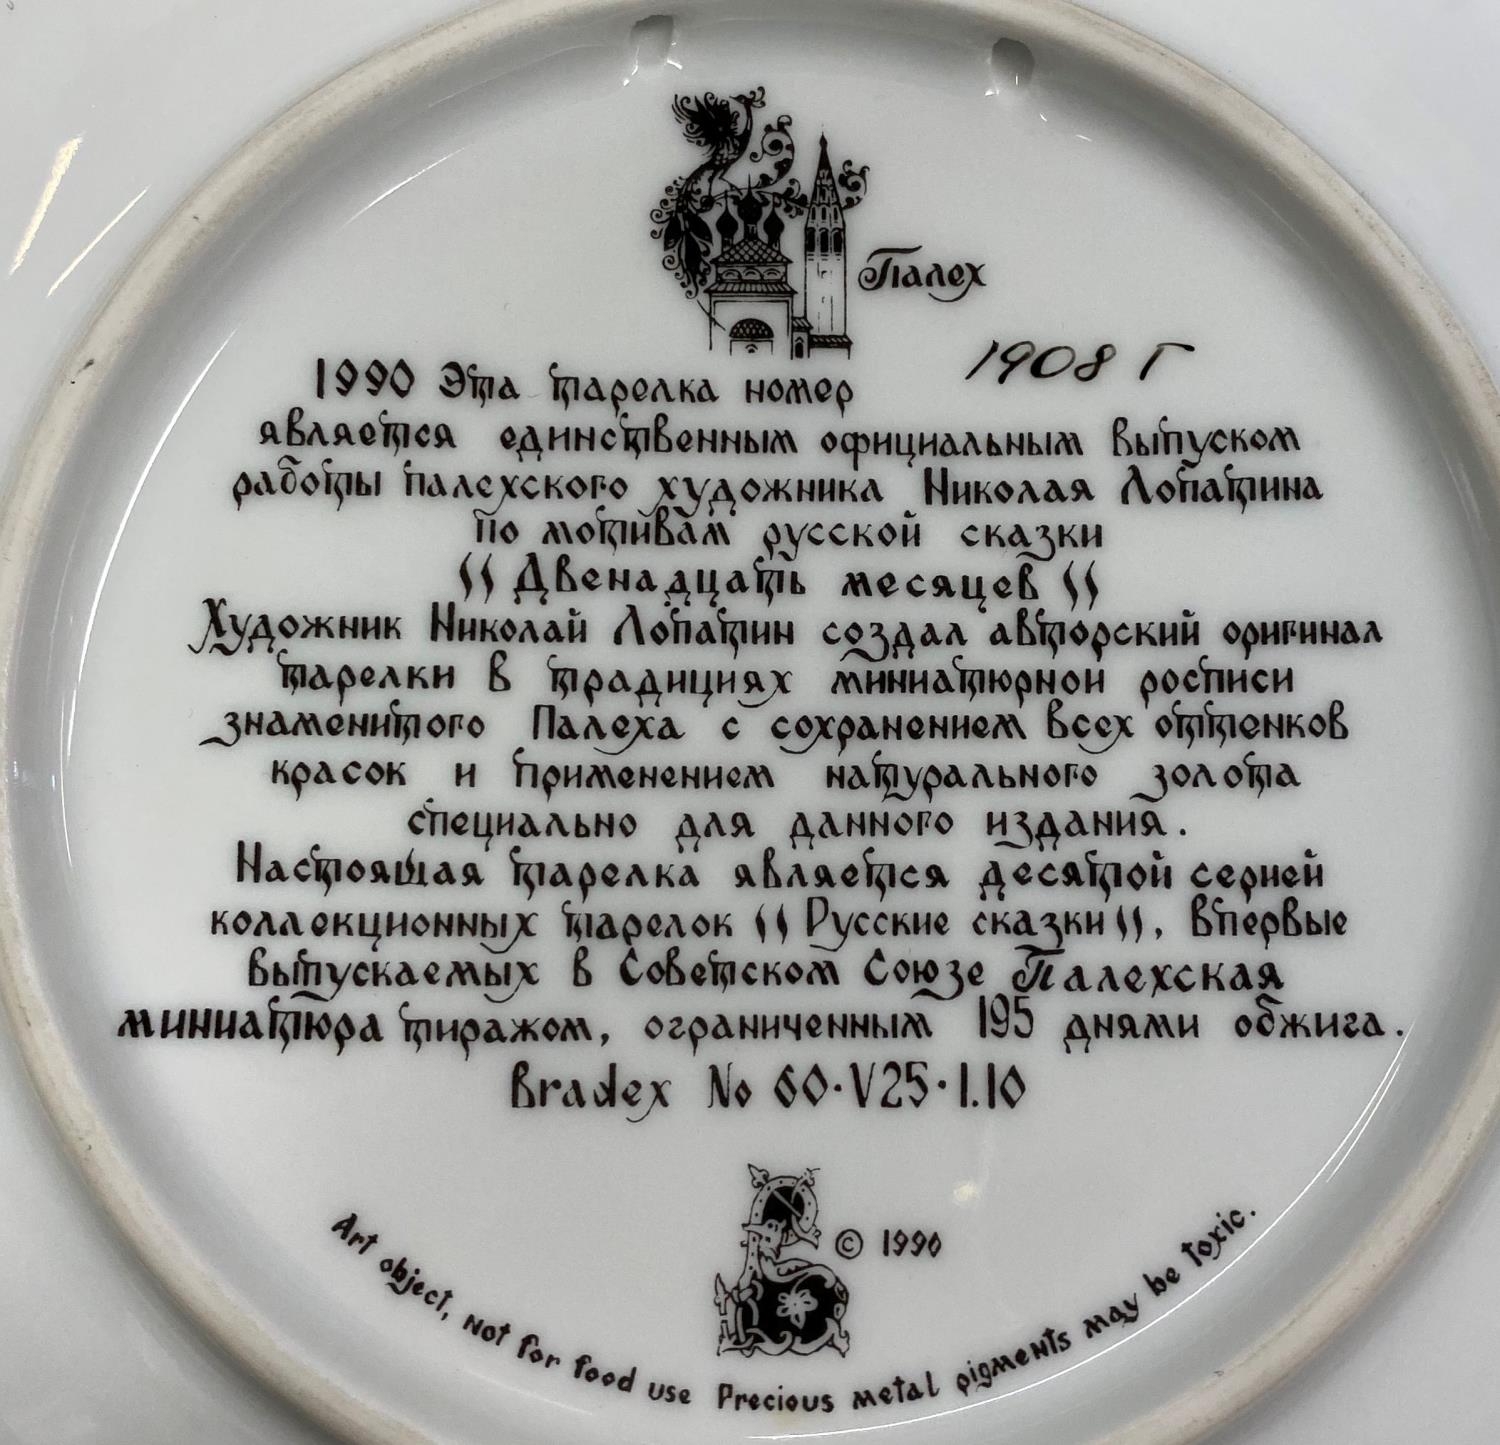 Палех
1908 Г
1990 Эта тарелка номер
является единственным официальным выпуском
работы палехского художника Николая Лопатина
по мотивам русской сказки
"Двенадцать месяцев"
Художник Николай Лопатин создал авторский оригинал
тарелки в традициях миниатюрной росписи
знаменитого Палеха с сохранением всех оттенков
красок и применением натурального золота
специально для данного издания.
Настоящая тарелка является десятой серией
коллекционных тарелок "Русские сказки", впервые
выпускаемых в Советском Союзе Палехская
миниатюра тиражом, ограниченным 195 днями обжига.
Bradex No 60·V25·1.10
© 1990
Art object, not for food use Precious metal pigments may be toxic.